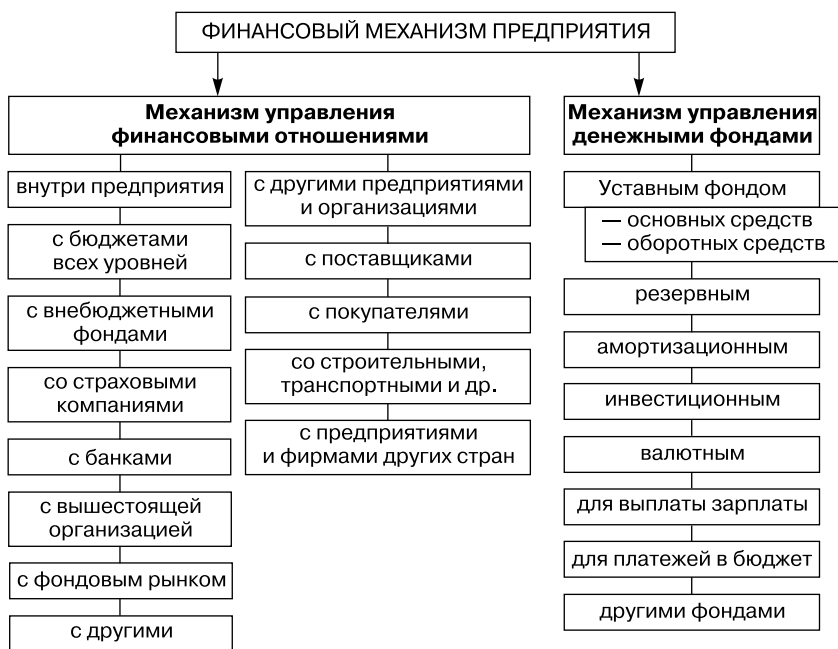 ФИНАНСОВЫЙ МЕХАНИЗМ ПРЕДПРИЯТИЯ
Механизм управления
финансовыми отношениями
внутри предприятия
с бюджетами
всех уровней
с внебюджетными
фондами
со страховыми
компаниями
с банками
с вышестоящей
организацией
с фондовым рынком
с другими
с другими предприятиями
и организациями
с поставщиками
с покупателями
со строительными,
транспортными и др.
с предприятиями
и фирмами других стран
Механизм управления
денежными фондами
Уставным фондом
— основных средств
— оборотных средств
резервным
амортизационным
инвестиционным
валютным
для выплаты зарплаты
для платежей в бюджет
другими фондами